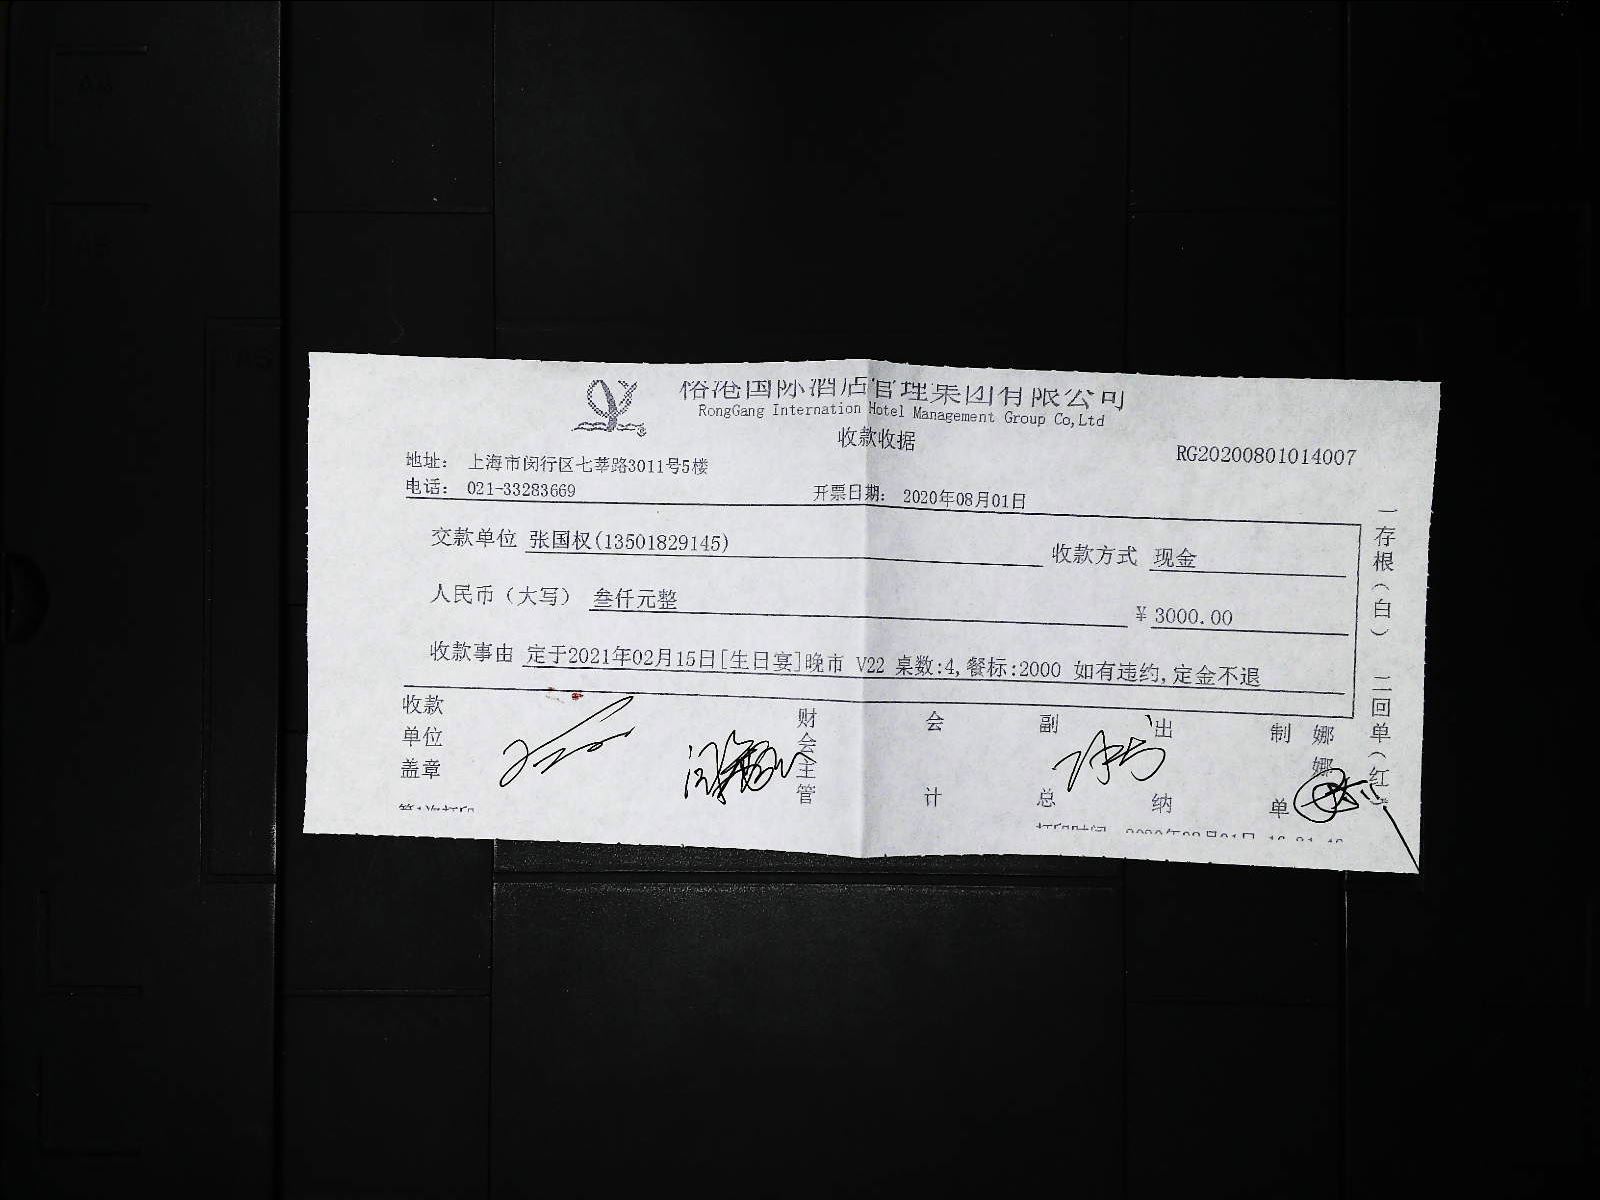 裕港国际酒店管理集团有限公司
RongGang Internation Hotel Management Group Co,Ltd
收款收据
RG20200801014007
地址： 上海市闵行区七莘路3011号5楼
电话： 021-33283669 开票日期： 2020年08月01日
交款单位 张国权(13501829145) 收款方式 现金
人民币（大写） 叁仟元整 ¥ 3000.00
收款事由 定于2021年02月15日[生日宴]晚市 V22 桌数:4,餐标:2000 如有违约,定金不退
收款单位盖章 财会主管 会计 副总 出纳 制单 娜娜
一存根（白） 二回单（红）